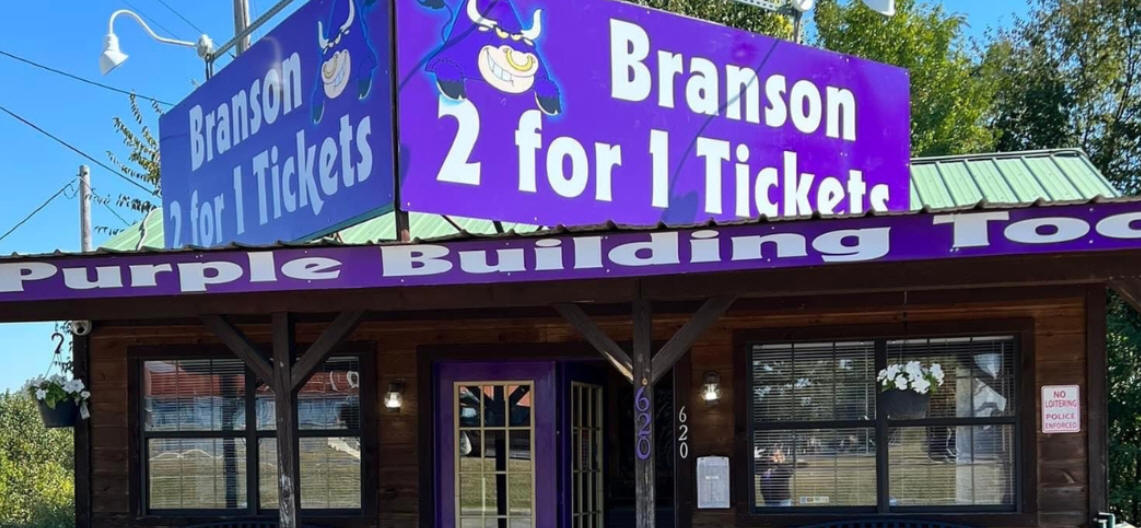 Branson
2 for 1 Tickets
Branson
2 for 1 Tickets
Purple Building Too
620
620
NO
LOITERING
POLICE
ENFORCED